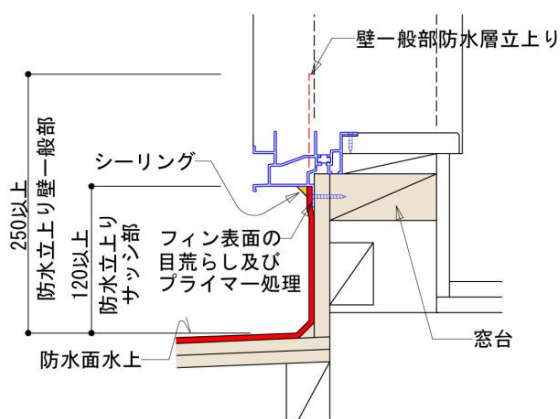 壁一般部防水層立上り
シーリング
フィン表面の
目荒らし及び
プライマー処理
250以上
防水立上り壁一般部
120以上
防水立上り
サッシ部
防水面水上
窓台